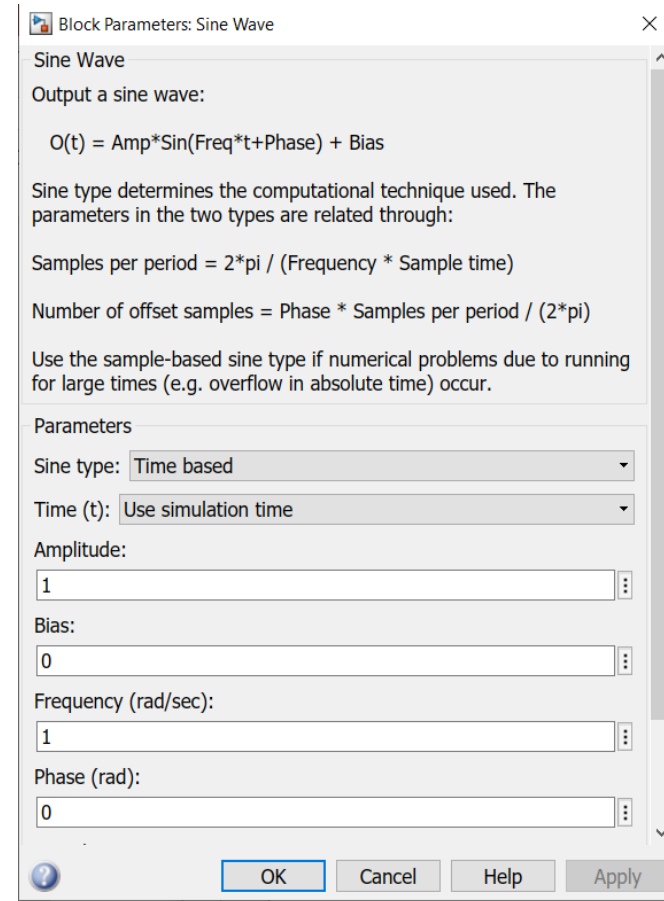 Block Parameters: Sine Wave
Sine Wave
Output a sine wave:
O(t) = Amp*Sin(Freq*t+Phase) + Bias
Sine type determines the computational technique used. The
parameters in the two types are related through:
Samples per period = 2*pi / (Frequency * Sample time)
Number of offset samples = Phase * Samples per period / (2*pi)
Use the sample-based sine type if numerical problems due to running
for large times (e.g. overflow in absolute time) occur.
Parameters
Sine type: Time based
Time (t): Use simulation time
Amplitude:
1
Bias:
0
Frequency (rad/sec):
1
Phase (rad):
0
OK Cancel Help Apply